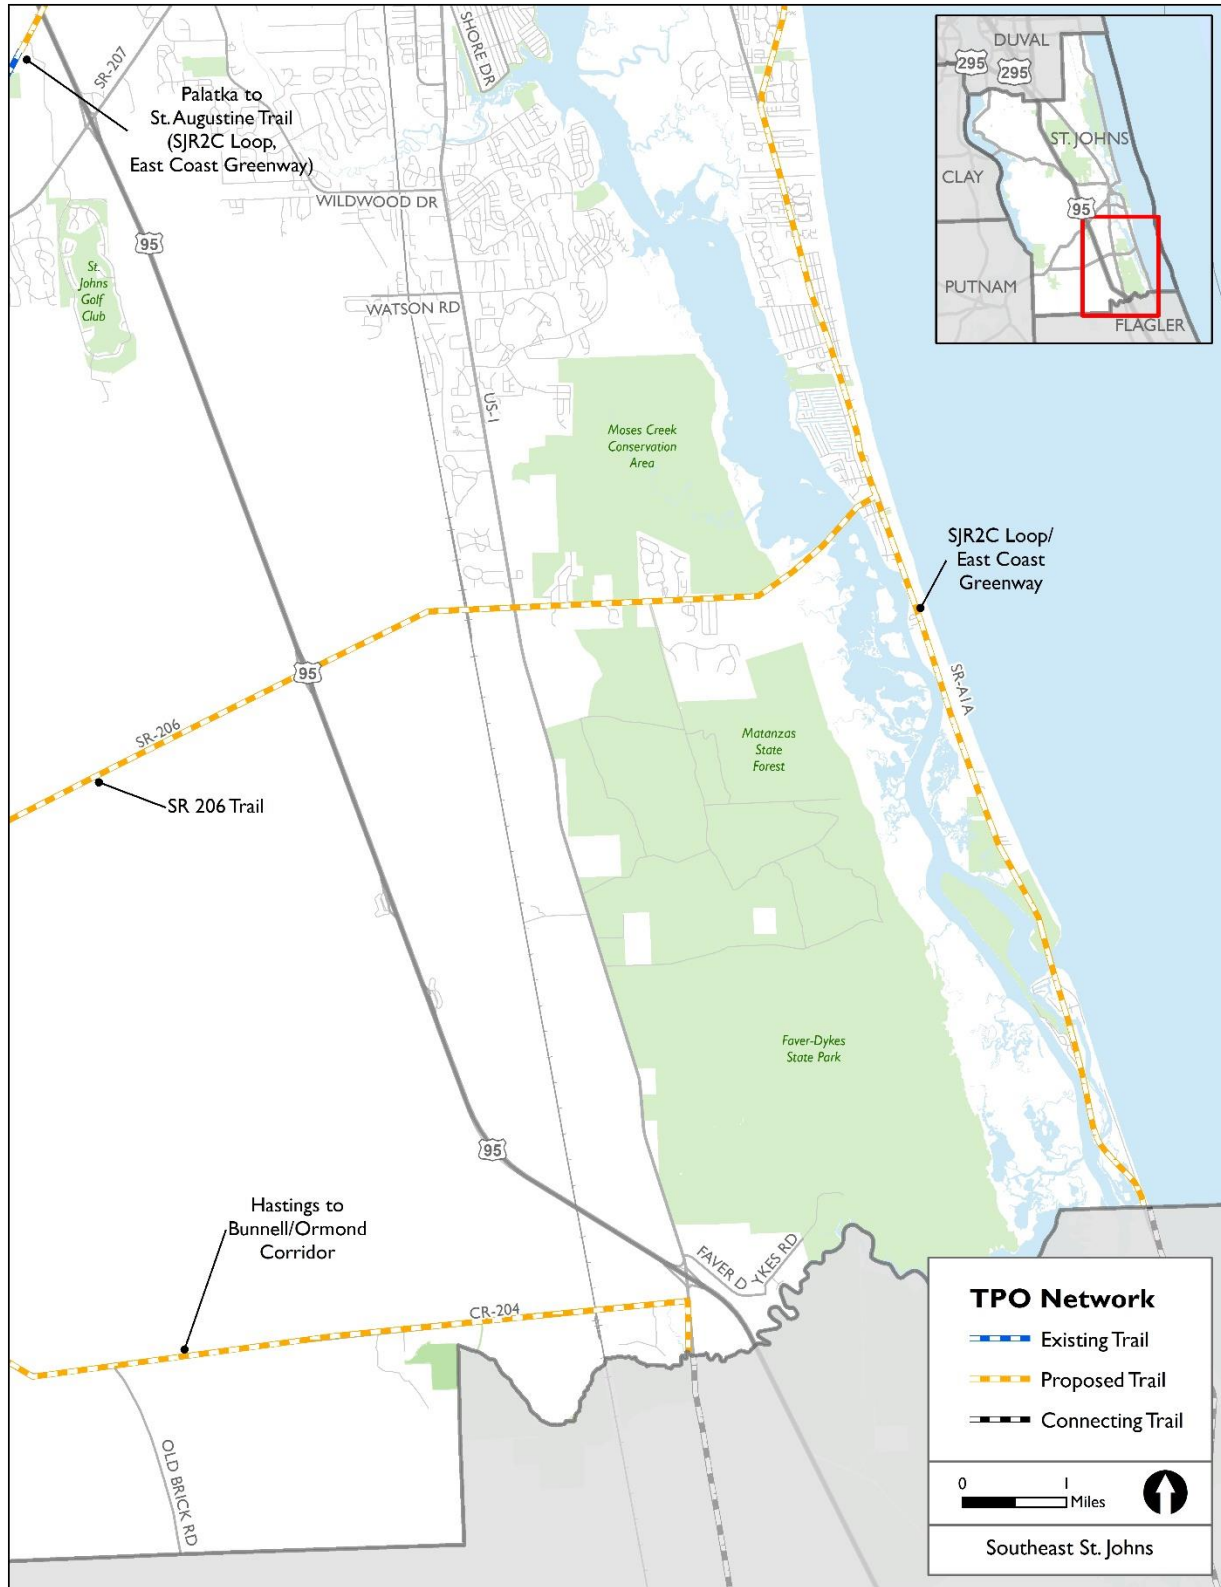 SHORE DR
SR-207
Palatka to
St. Augustine Trail
(SJR2C Loop,
East Coast Greenway)
WILDWOOD DR
95
St.
Johns
Golf
Club
WATSON RD
US-1
Moses Creek
Conservation
Area
SJR2C Loop/
East Coast
Greenway
95
SR-A1A
SR-206
SR 206 Trail
Matanzas
State
Forest
Faver-Dykes
State Park
95
Hastings to
Bunnell/Ormond
Corridor
FAVER D
YKES RD
CR-204
OLD BRICK RD
DUVAL
295
295
ST. JOHNS
CLAY
95
PUTNAM
FLAGLER
TPO Network
Existing Trail
Proposed Trail
Connecting Trail
0 1
Miles
Southeast St. Johns